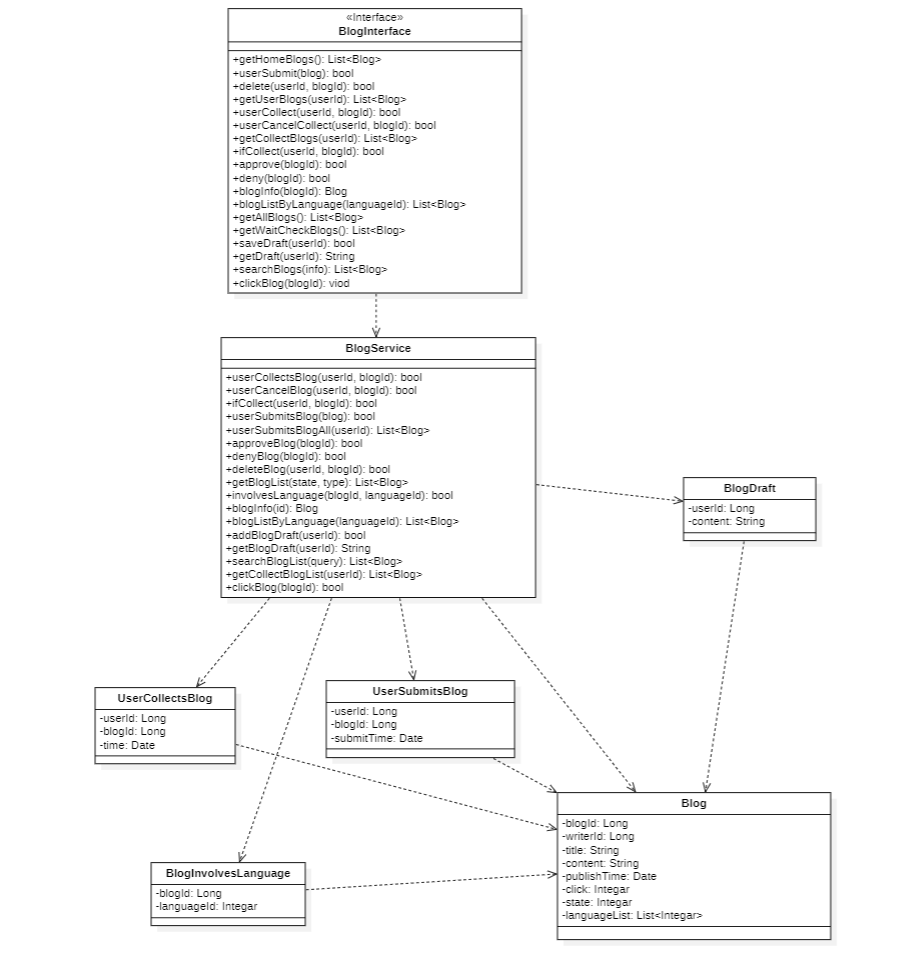 «Interface»
BlogInterface
+getHomeBlogs(): List<Blog>
+userSubmit(blog): bool
+delete(userId, blogId): bool
+getUserBlogs(userId): List<Blog>
+userCollect(userId, blogId): bool
+userCancelCollect(userId, blogId): bool
+getCollectBlogs(userId): List<Blog>
+ifCollect(userId, blogId): bool
+approve(blogId): bool
+deny(blogId): bool
+blogInfo(blogId): Blog
+blogListByLanguage(languageId): List<Blog>
+getAllBlogs(): List<Blog>
+getWaitCheckBlogs(): List<Blog>
+saveDraft(userId): bool
+getDraft(userId): String
+searchBlogs(info): List<Blog>
+clickBlog(blogId): viod
BlogService
+userCollectsBlog(userId, blogId): bool
+userCancelBlog(userId, blogId): bool
+ifCollect(userId, blogId): bool
+userSubmitsBlog(blog): bool
+userSubmitsBlogAll(userId): List<Blog>
+approveBlog(blogId): bool
+denyBlog(blogId): bool
+deleteBlog(userId, blogId): bool
+getBlogList(state, type): List<Blog>
+involvesLanguage(blogId, languageId): bool
+blogInfo(id): Blog
+blogListByLanguage(languageId): List<Blog>
+addBlogDraft(userId): bool
+getBlogDraft(userId): String
+searchBlogList(query): List<Blog>
+getCollectBlogList(userId): List<Blog>
+clickBlog(blogId): bool
BlogDraft
-userId: Long
-content: String
UserCollectsBlog
-userId: Long
-blogId: Long
-time: Date
UserSubmitsBlog
-userId: Long
-blogId: Long
-submitTime: Date
BlogInvolvesLanguage
-blogId: Long
-languageId: Integar
Blog
-blogId: Long
-writerId: Long
-title: String
-content: String
-publishTime: Date
-click: Integar
-state: Integar
-languageList: List<Integar>